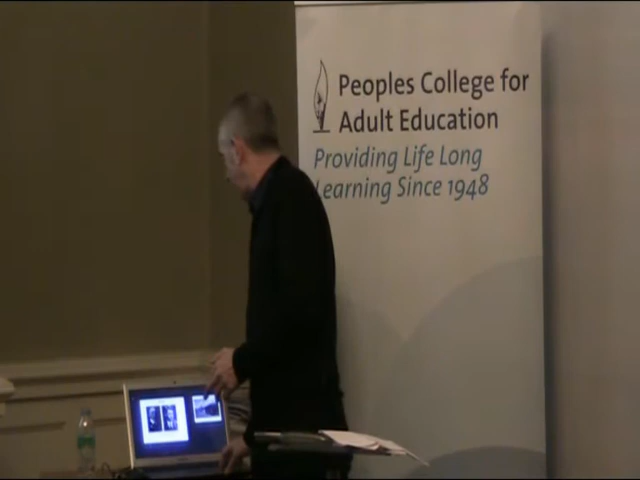 Peoples College for
Adult Education
Providing Life Long
Learning Since 1948